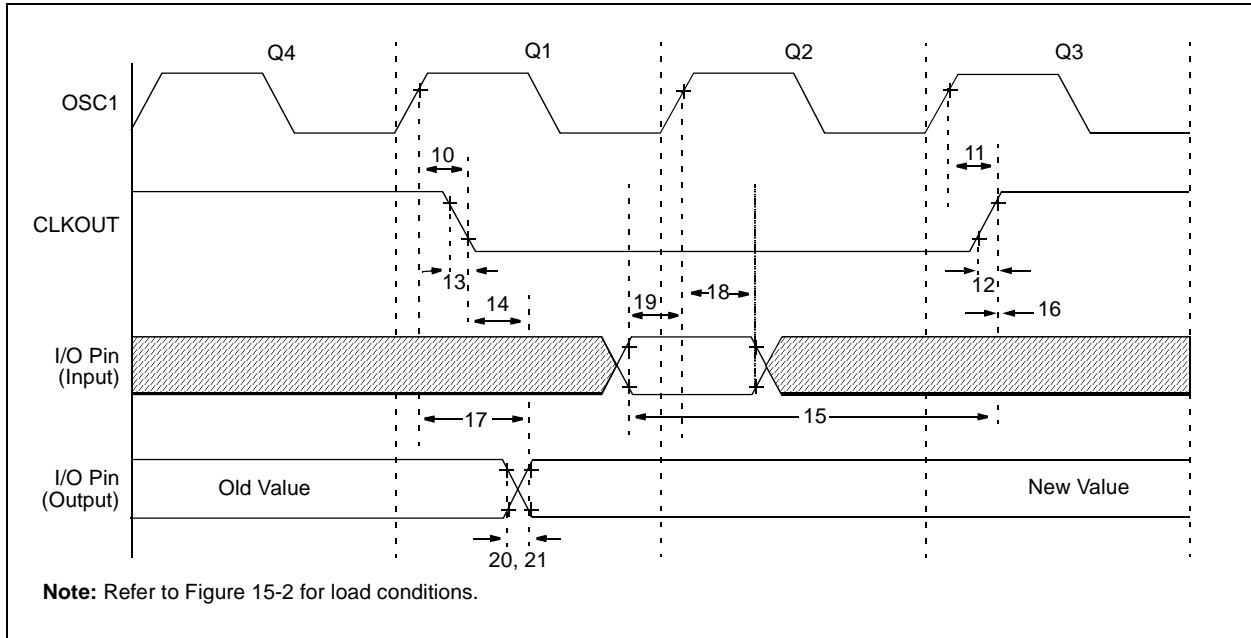 Q4 Q1 Q2 Q3
OSC1
10 11
CLKOUT
13 14 19 18 12 16
I/O Pin
(Input)
17 15
I/O Pin
(Output)
Old Value New Value
20, 21
Note: Refer to Figure 15-2 for load conditions.